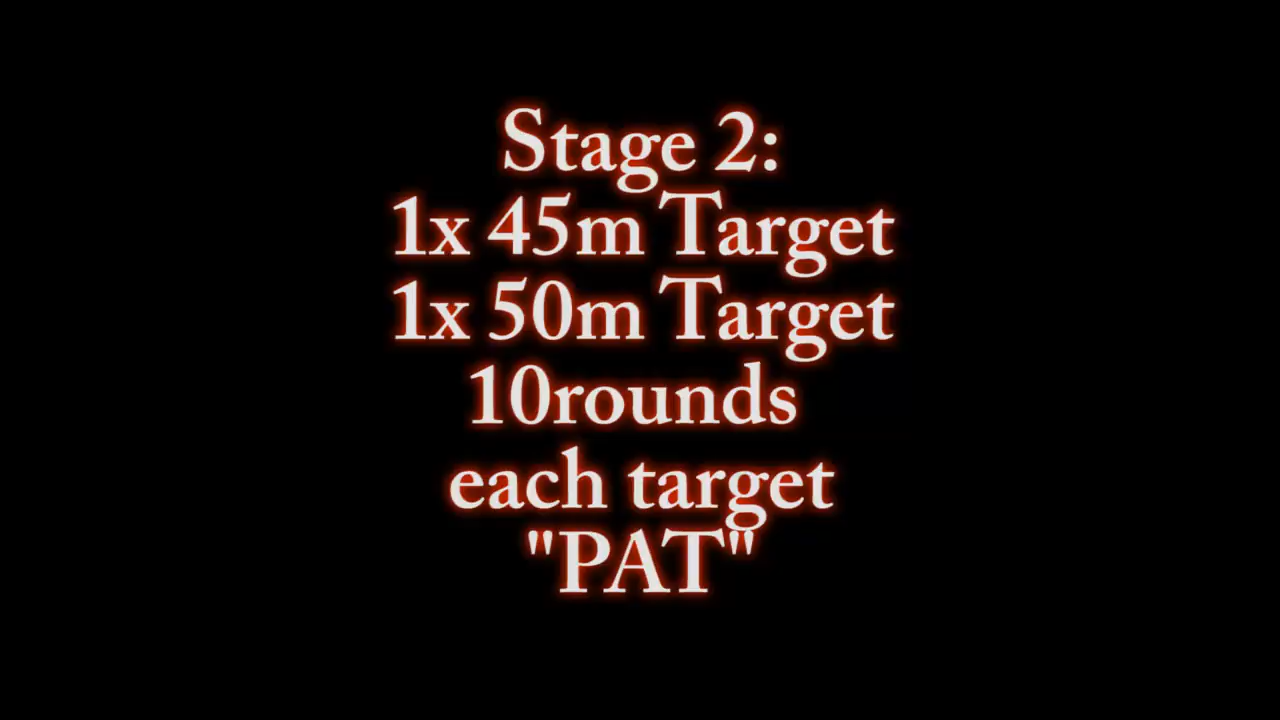 Stage 2:
1x 45m Target
1x 50m Target
10rounds
each target
"PAT"